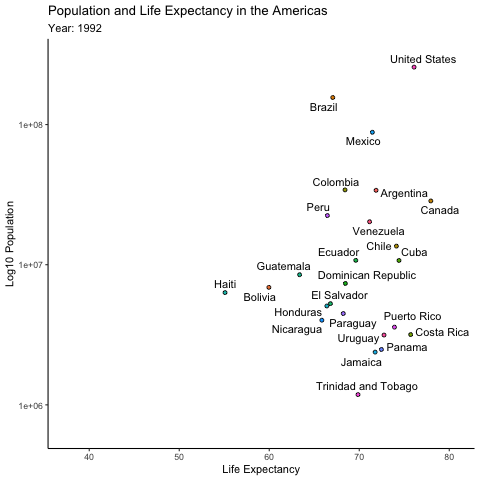 Population and Life Expectancy in the Americas
Year: 1992
United States
Brazil
Mexico
1e+08
Colombia
Argentina
Canada
Peru
Venezuela
Chile
Cuba
Ecuador
Log10 Population
1e+07
Guatemala
Dominican Republic
Haiti
Bolivia
El Salvador
Honduras
Paraguay
Puerto Rico
Nicaragua
Costa Rica
Uruguay
Panama
Jamaica
Trinidad and Tobago
1e+06
40 50 60 70 80
Life Expectancy